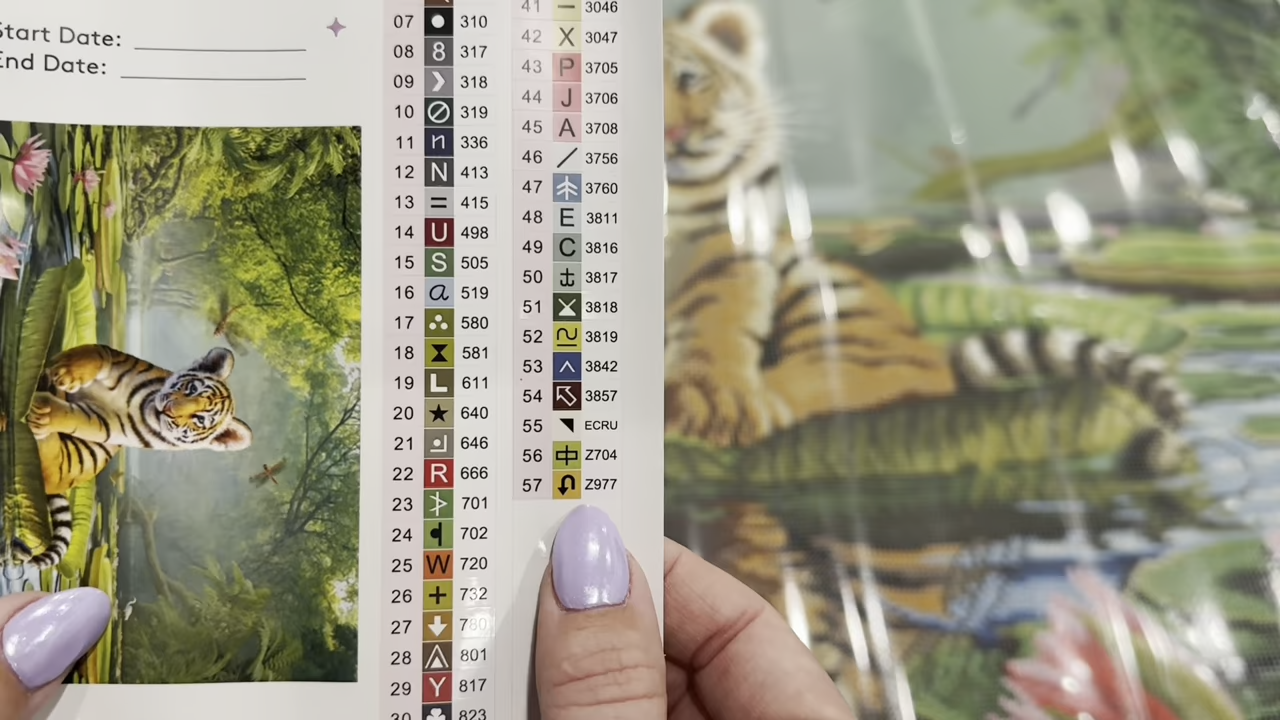 Start Date:
End Date:
07 310
08 8 317
09 318
10 319
11 n 336
12 N 413
13 = 415
14 U 498
15 S 505
16 a 519
17 580
18 581
19 L 611
20 ★ 640
21 646
22 R 666
23 701
24 702
25 W 720
26 + 732
27 780
28 801
29 Y 817
30 823
41 – 3046
42 X 3047
43 P 3705
44 J 3706
45 A 3708
46 / 3756
47 3760
48 E 3811
49 C 3816
50 ⚓ 3817
51 3818
52 3819
53 ^ 3842
54 3857
55 ECRU
56 Z704
57 Z977